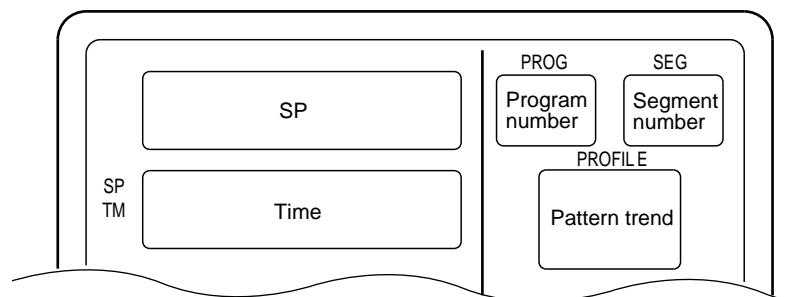 PROG
SEG
SP
Program
number
Segment
number
PROFILE
SP
TM
Time
Pattern trend